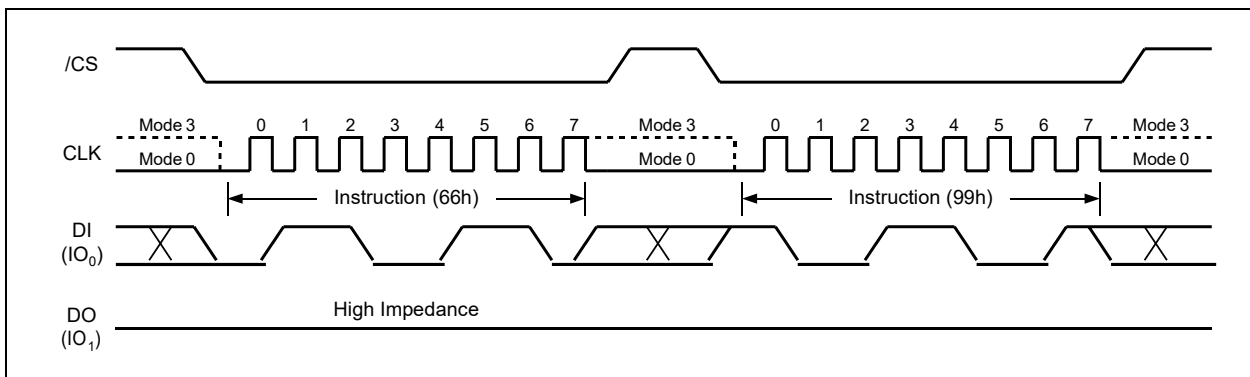 /CS
Mode 3 0 1 2 3 4 5 6 7 Mode 3 0 1 2 3 4 5 6 7 Mode 3
CLK
Mode 0 Mode 0 Mode 0
Instruction (66h) Instruction (99h)
DI
(IO₀)
High Impedance
DO
(IO₁)